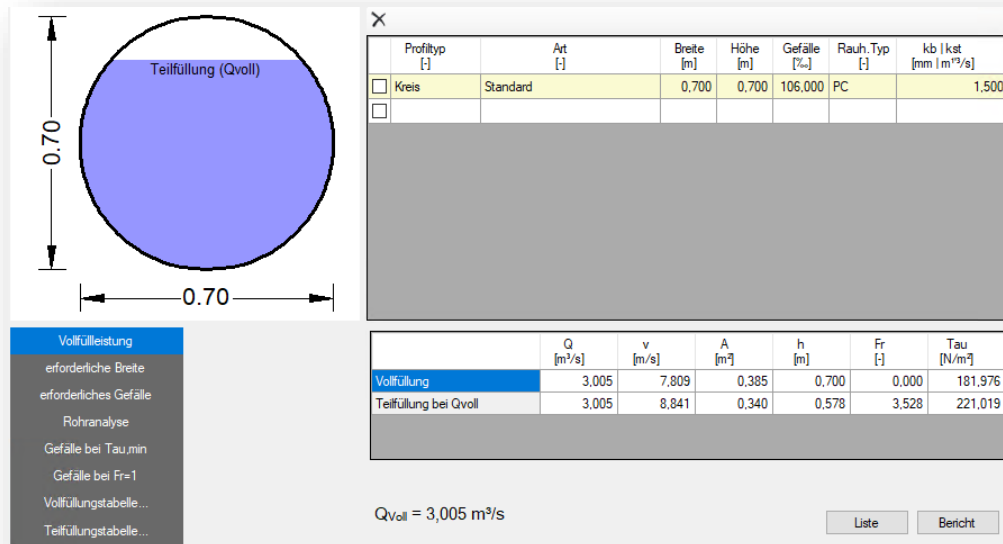 Teilfüllung (Qvoll)
0.70
0.70
Profiltyp Art Breite Höhe Gefälle Rauh.Typ kb | kst
[-] [-] [m] [m] [‰] [-] [mm | m¹′³/s]
Kreis Standard 0,700 0,700 106,000 PC 1,500
Vollfülleistung
erforderliche Breite
erforderliches Gefälle
Rohranalyse
Gefälle bei Tau,min
Gefälle bei Fr=1
Vollfüllungstabelle...
Teilfüllungstabelle...
Q v A h Fr Tau
[m³/s] [m/s] [m²] [m] [-] [N/m²]
Vollfüllung 3,005 7,809 0,385 0,700 0,000 181,976
Teilfüllung bei Qvoll 3,005 8,841 0,340 0,578 3,528 221,019
QVoll = 3,005 m³/s
Liste Bericht